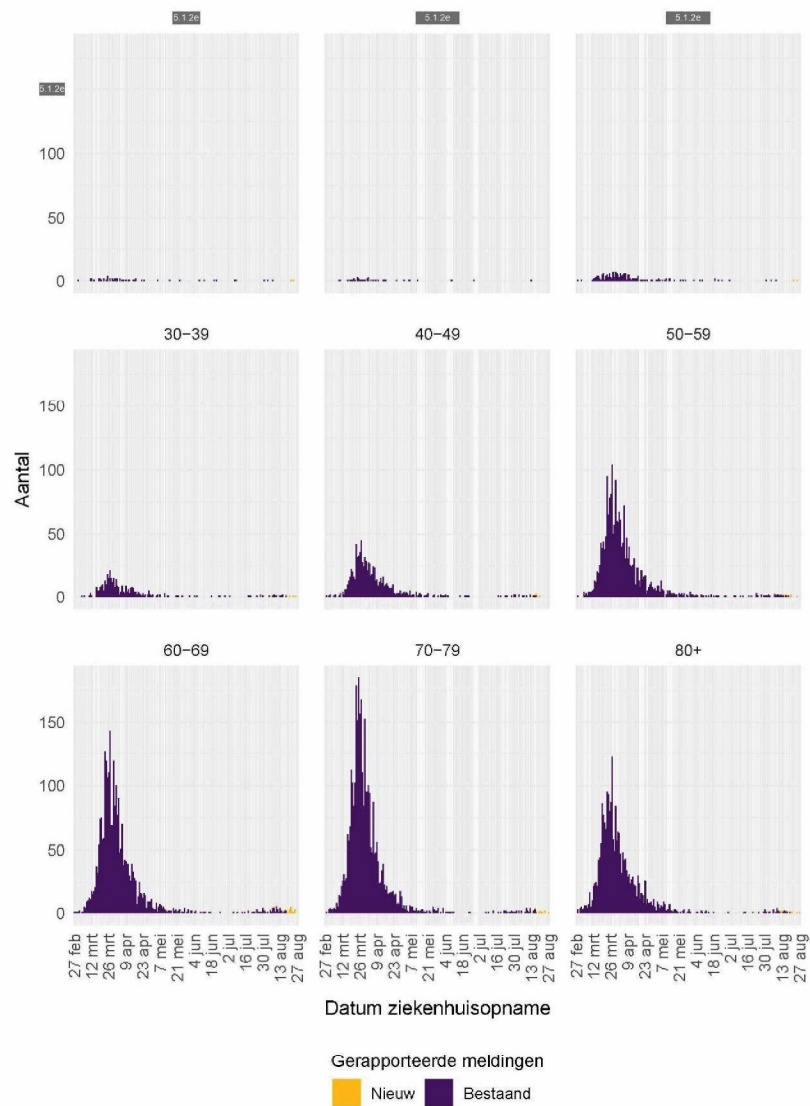 5.1.2e 5.1.2e 5.1.2e
5.1.2e
100
50
0
30-39 40-49 50-59
150
100
50
0
Aantal
60-69 70-79 80+
150
100
50
0
27 feb 12 mrt 26 mrt 9 apr 23 apr 7 mei 21 mei 4 jun 18 jun 2 jul 16 jul 30 jul 13 aug 27 aug
27 feb 12 mrt 26 mrt 9 apr 23 apr 7 mei 21 mei 4 jun 18 jun 2 jul 16 jul 30 jul 13 aug 27 aug
27 feb 12 mrt 26 mrt 9 apr 23 apr 7 mei 21 mei 4 jun 18 jun 2 jul 16 jul 30 jul 13 aug 27 aug
Datum ziekenhuisopname
Gerapporteerde meldingen
Nieuw Bestaand